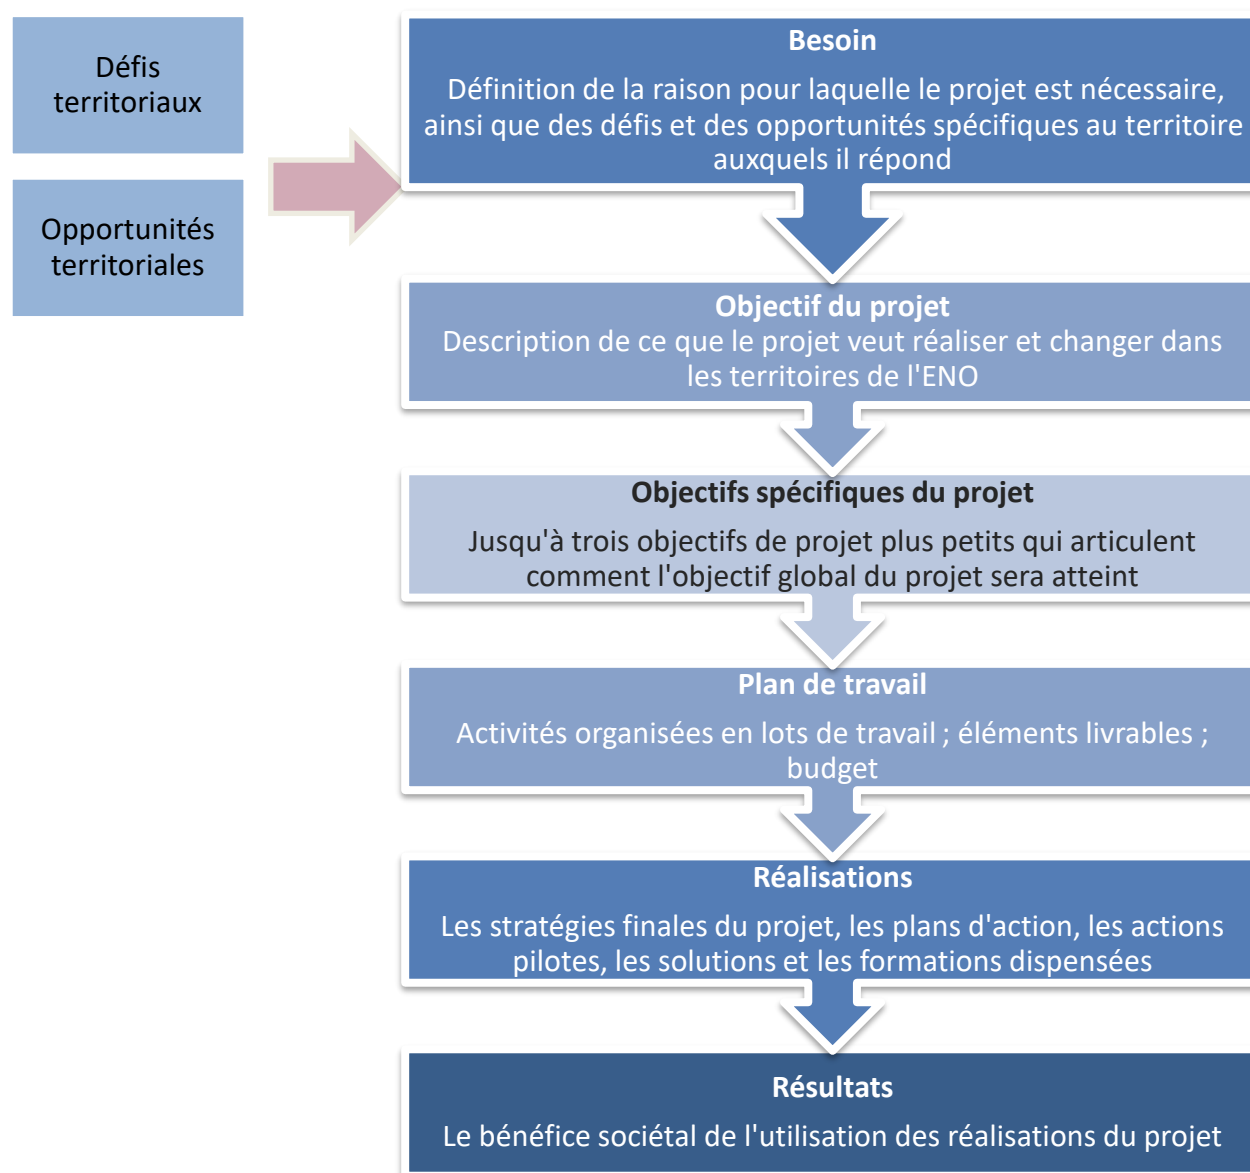 Défis
territoriaux
Opportunités
territoriales
Besoin
Définition de la raison pour laquelle le projet est nécessaire,
ainsi que des défis et des opportunités spécifiques au territoire
auxquels il répond
Objectif du projet
Description de ce que le projet veut réaliser et changer dans
les territoires de l'ENO
Objectifs spécifiques du projet
Jusqu'à trois objectifs de projet plus petits qui articulent
comment l'objectif global du projet sera atteint
Plan de travail
Activités organisées en lots de travail ; éléments livrables ;
budget
Réalisations
Les stratégies finales du projet, les plans d'action, les actions
pilotes, les solutions et les formations dispensées
Résultats
Le bénéfice sociétal de l'utilisation des réalisations du projet